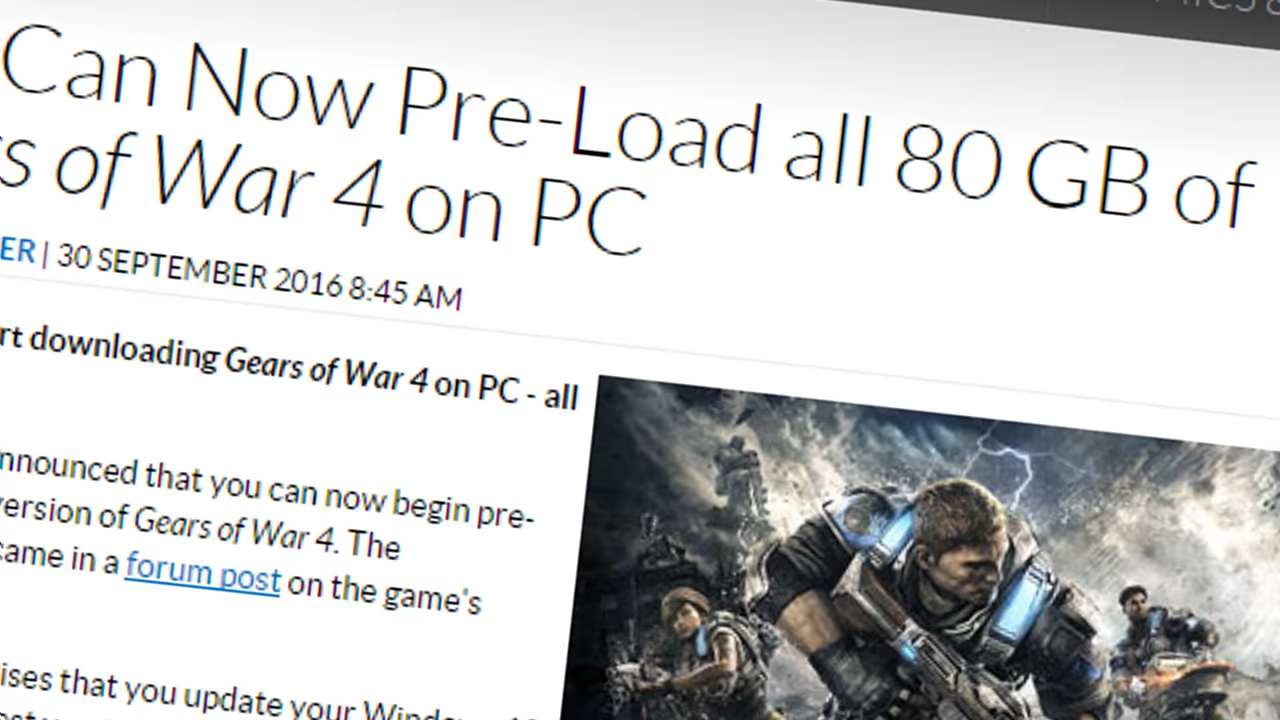 Can Now Pre-Load all 80 GB of
s of War 4 on PC
ER | 30 SEPTEMBER 2016 8:45 AM
rt downloading Gears of War 4 on PC - all
nnounced that you can now begin pre-
version of Gears of War 4. The
came in a forum post on the game's
ises that you update your